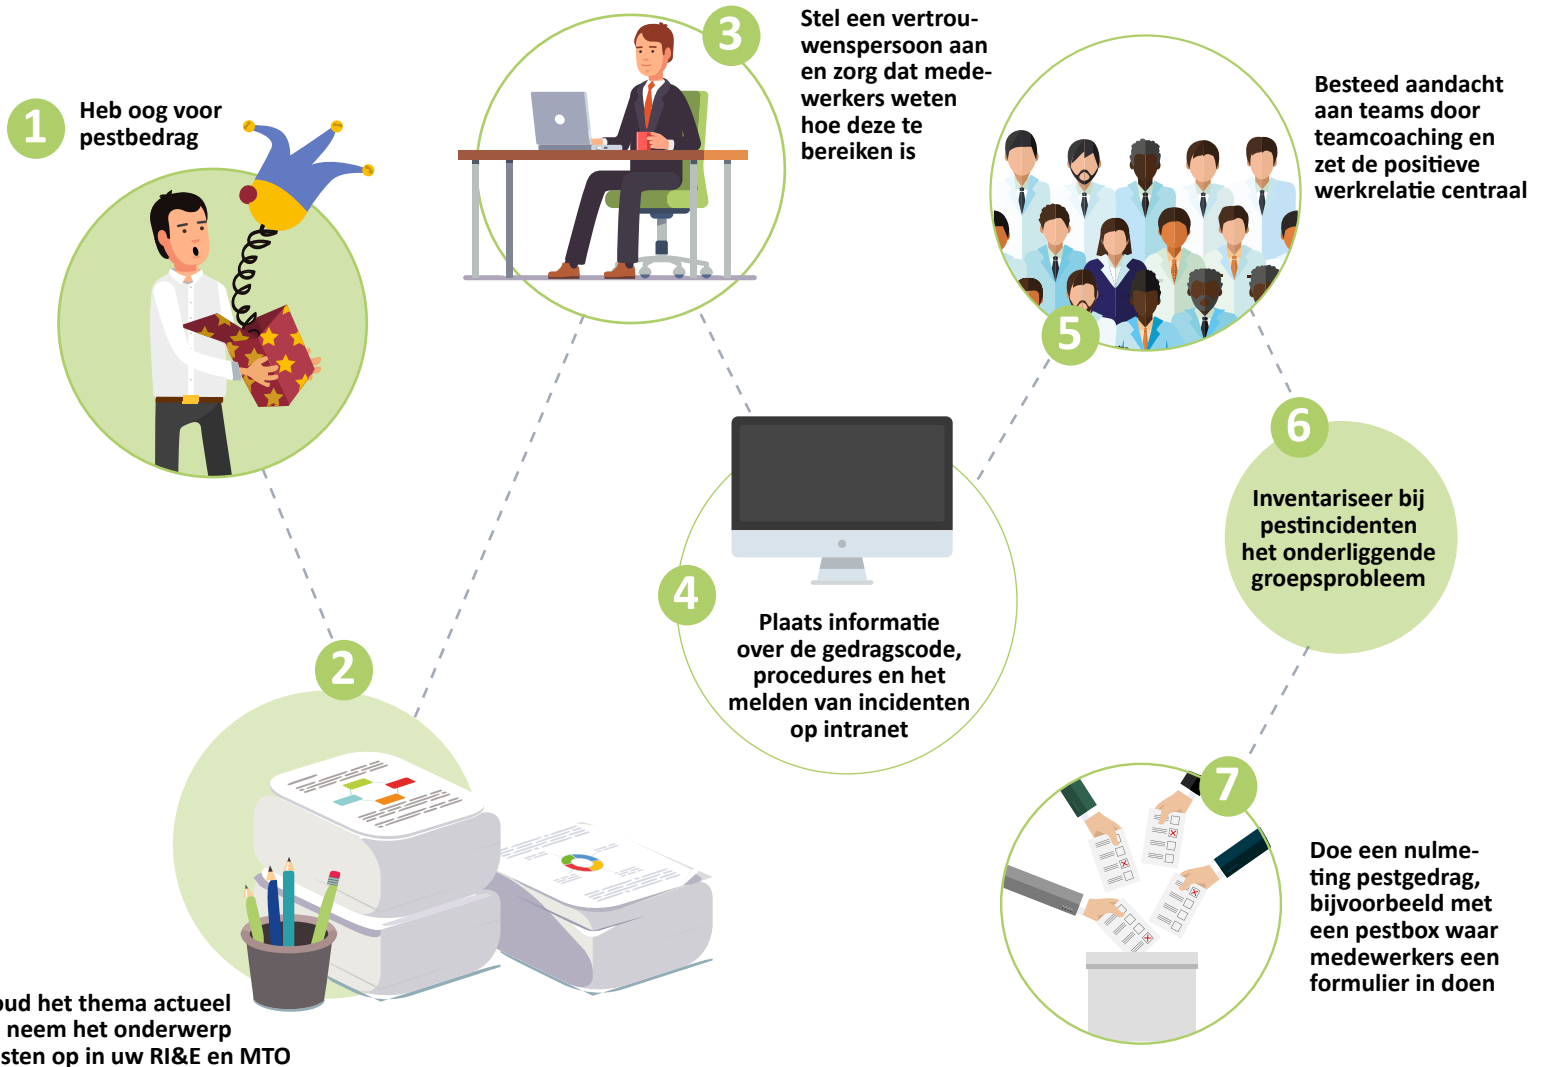 1
Heb oog voor
pestbedrag
2
oud het thema actueel
neem het onderwerp
sten op in uw RI&E en MTO
3
Stel een vertrou-
wenspersoon aan
en zorg dat mede-
werkers weten
hoe deze te
bereiken is
4
Plaats informatie
over de gedragscode,
procedures en het
melden van incidenten
op intranet
5
Besteed aandacht
aan teams door
teamcoaching en
zet de positieve
werkrelatie centraal
6
Inventariseer bij
pestincidenten
het onderliggende
groepsprobleem
7
Doe een nulme-
ting pestgedrag,
bijvoorbeeld met
een pestbox waar
medewerkers een
formulier in doen